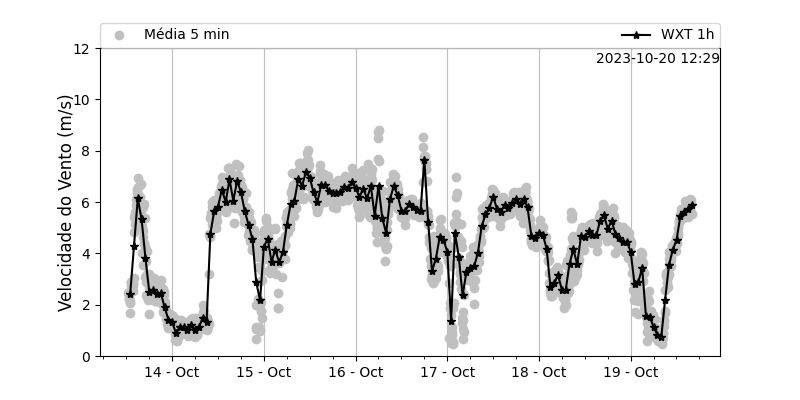 Média 5 min
WXT 1h
2023-10-20 12:29
Velocidade do Vento (m/s)
12
10
8
6
4
2
0
14 - Oct
15 - Oct
16 - Oct
17 - Oct
18 - Oct
19 - Oct